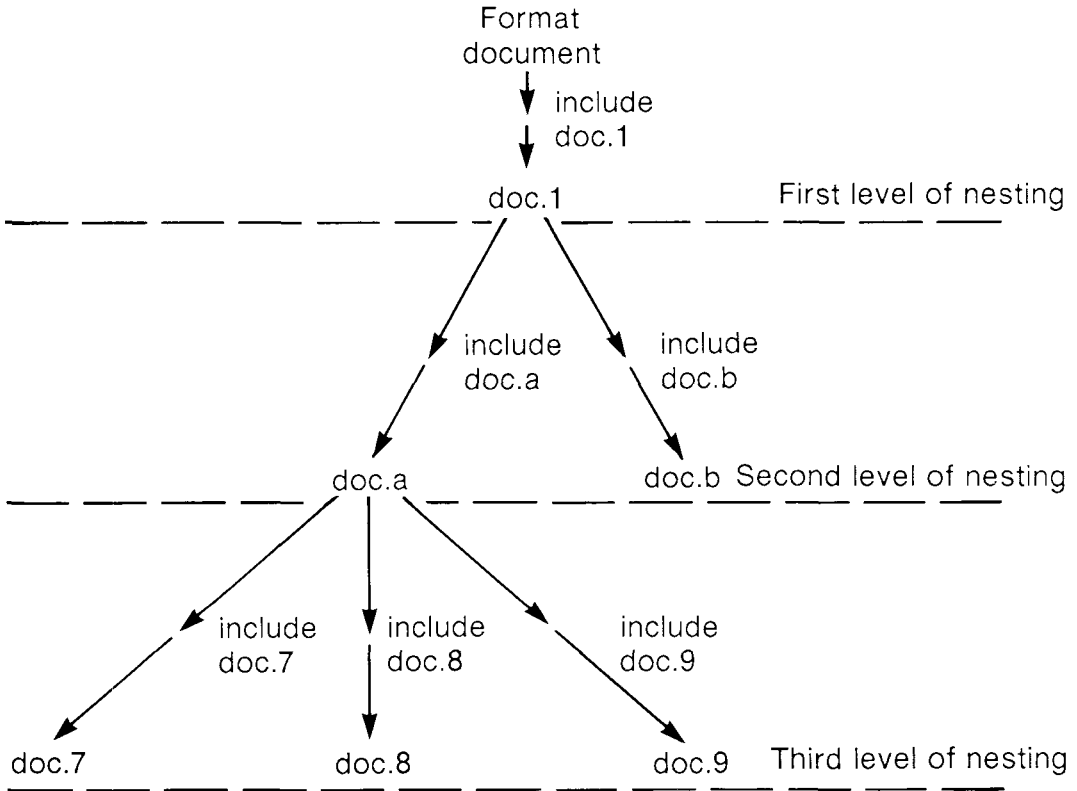 Format
document
include
doc.1
doc.1
First level of nesting
include
doc.a
include
doc.b
doc.a
doc.b
Second level of nesting
include
doc.7
include
doc.8
include
doc.9
doc.7
doc.8
doc.9
Third level of nesting